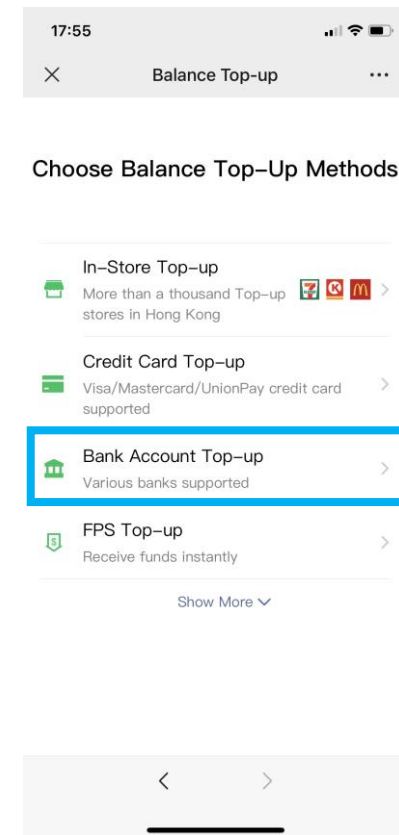 17:55
Balance Top-up
Choose Balance Top-Up Methods
In-Store Top-up
More than a thousand Top-up
stores in Hong Kong
Credit Card Top-up
Visa/Mastercard/UnionPay credit card
supported
Bank Account Top-up
Various banks supported
FPS Top-up
Receive funds instantly
Show More